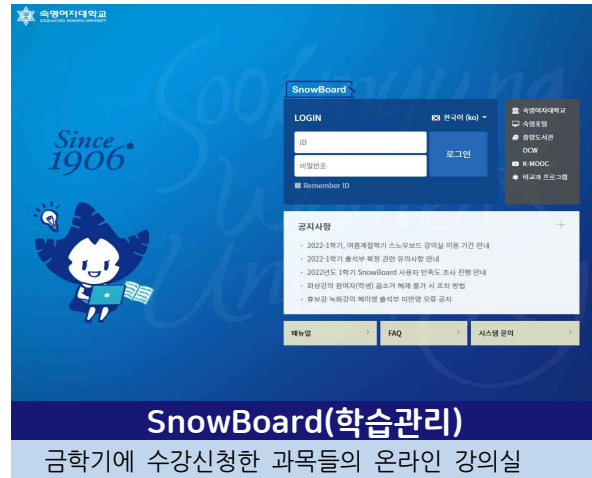 숙명여자대학교
SOOKMYUNG WOMEN'S UNIVERSITY
Since
1906
SnowBoard
LOGIN
한국어 (ko)
ID
비밀번호
로그인
Remember ID
숙명여자대학교
숙명포털
중앙도서관
OCW
K-MOOC
비교과 프로그램
공지사항
· 2022-1학기, 여름계절학기 스노우보드 강의실 이용 기간 안내
· 2022-1학기 출석부 확정 관련 유의사항 안내
· 2022년도 1학기 SnowBoard 사용자 만족도 조사 진행 안내
· 화상강의 참여자(학생) 음소거 해제 불가 시 조치 방법
· 휴보강 녹화강의 헤이영 출석부 미반영 오류 공지
매뉴얼
FAQ
시스템 문의
SnowBoard(학습관리)
금학기에 수강신청한 과목들의 온라인 강의실